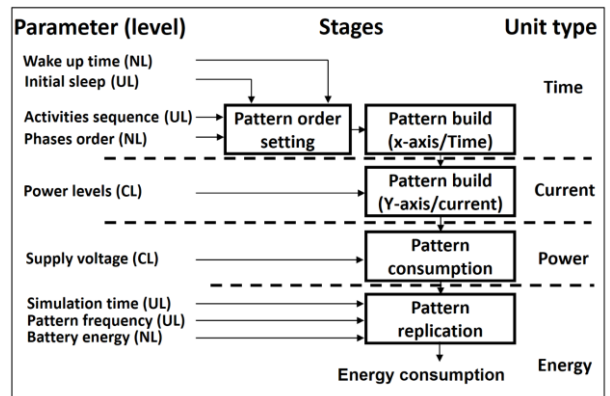 Parameter (level) Stages Unit type
Wake up time (NL)
Initial sleep (UL)
Time
Activities sequence (UL)
Phases order (NL)
Pattern order
setting
Pattern build
(x-axis/Time)
Power levels (CL)
Pattern build
(Y-axis/current)
Current
Supply voltage (CL)
Pattern
consumption
Power
Simulation time (UL)
Pattern frequency (UL)
Battery energy (NL)
Pattern
replication
Energy consumption
Energy